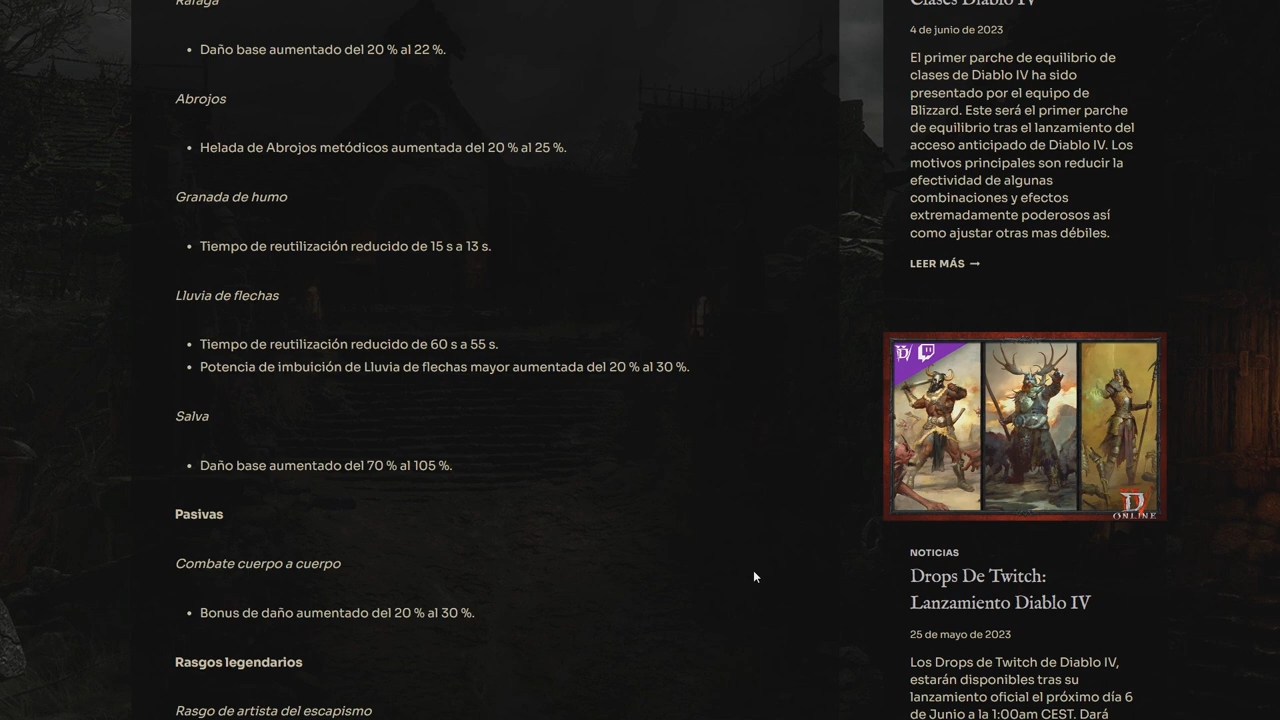 Ráfaga
Daño base aumentado del 20 % al 22 %.
Abrojos
Helada de Abrojos metódicos aumentada del 20 % al 25 %.
Granada de humo
Tiempo de reutilización reducido de 15 s a 13 s.
Lluvia de flechas
Tiempo de reutilización reducido de 60 s a 55 s.
Potencia de imbuición de Lluvia de flechas mayor aumentada del 20 % al 30 %.
Salva
Daño base aumentado del 70 % al 105 %.
Pasivas
Combate cuerpo a cuerpo
Bonus de daño aumentado del 20 % al 30 %.
Rasgos legendarios
Rasgo de artista del escapismo
Clases Diablo IV
4 de junio de 2023
El primer parche de equilibrio de
clases de Diablo IV ha sido
presentado por el equipo de
Blizzard. Este será el primer parche
de equilibrio tras el lanzamiento del
acceso anticipado de Diablo IV. Los
motivos principales son reducir la
efectividad de algunas
combinaciones y efectos
extremadamente poderosos así
como ajustar otras mas débiles.
LEER MÁS →
D
ONLINE
NOTICIAS
Drops De Twitch:
Lanzamiento Diablo IV
25 de mayo de 2023
Los Drops de Twitch de Diablo IV,
estarán disponibles tras su
lanzamiento oficial el próximo día 6
de Junio a la 1:00am CEST. Dará